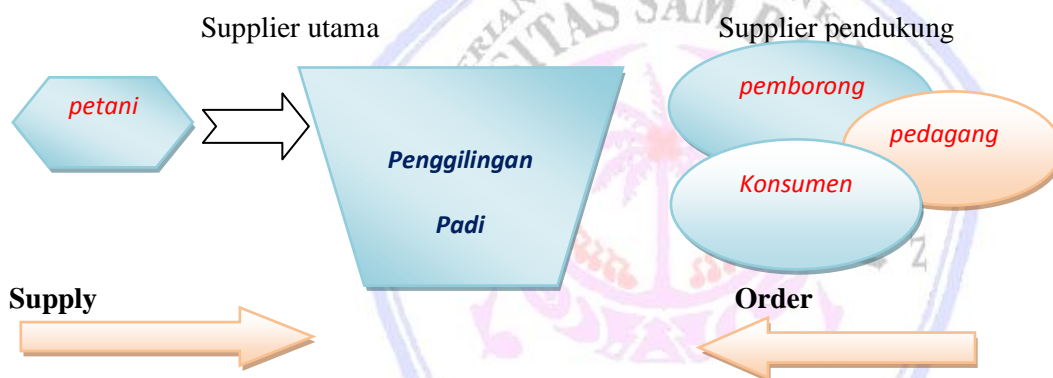 Supplier utama
Supplier pendukung
petani
Penggilingan
Padi
pemborong
pedagang
Konsumen
Supply
Order